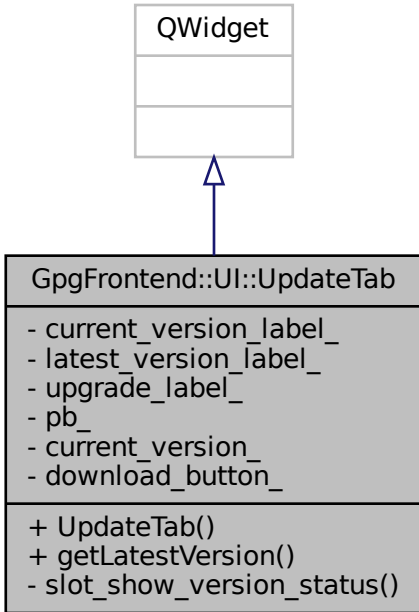 QWidget
GpgFrontend::UI::UpdateTab
- current_version_label_
- latest_version_label_
- upgrade_label_
- pb_
- current_version_
- download_button_
+ UpdateTab()
+ getLatestVersion()
- slot_show_version_status()